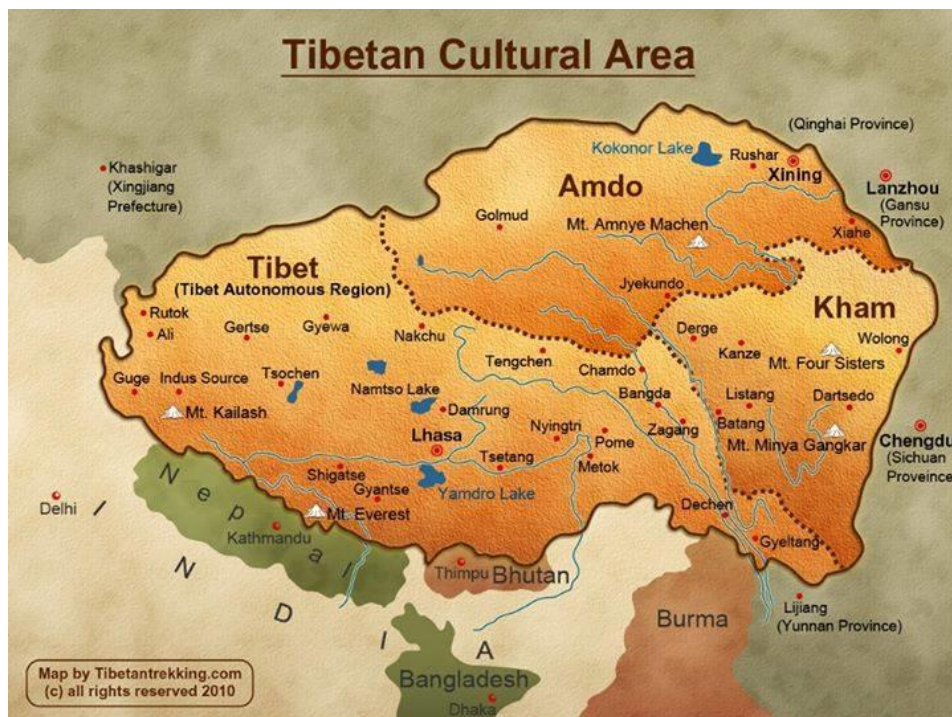 Tibetan Cultural Area
(Qinghai Province)
Kokonor Lake
Rushar
Xining
Khashigar
(Xingjiang
Prefecture)
Lanzhou
(Gansu
Province)
Amdo
Golmud
Mt. Amnye Machen
Xiahe
Tibet
(Tibet Autonomous Region)
Jyekundo
Kham
Rutok
Ali
Gertse
Gyewa
Nakchu
Derge
Wolong
Kanze
Mt. Four Sisters
Tengchen
Chamdo
Guge
Indus Source
Tsochen
Namtso Lake
Bangda
Listang
Dartsedo
Mt. Kailash
Damrung
Batang
Lhasa
Nyingtri
Pome
Zagang
Mt. Minya Gangkar
Chengdu
(Sichuan
Proveince)
Tsetang
Metok
Shigatse
Gyantse
Yamdro Lake
Delhi
Nepal
Mt. Everest
Dechen
Kathmandu
Gyeltang
Thimpu
Bhutan
INDIA
Lijiang
(Yunnan Province)
Burma
Bangladesh
Dhaka
Map by Tibetantrekking.com
(c) all rights reserved 2010